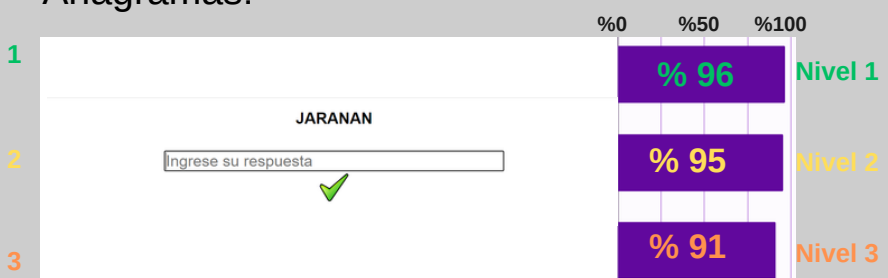 Anagramas.
%0 %50 %100
1
% 96 Nivel 1
JARANAN
2 Ingrese su respuesta % 95 Nivel 2
3 % 91 Nivel 3